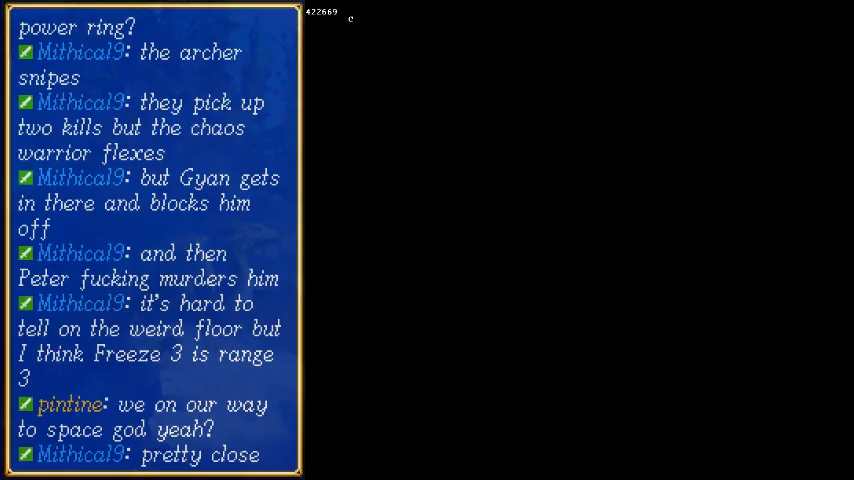 power ring?
Mithical9: the archer
snipes
Mithical9: they pick up
two kills but the chaos
warrior flexes
Mithical9: but Gyan gets
in there and blocks him
off
Mithical9: and then
Peter fucking murders him
Mithical9: it's hard to
tell on the weird floor but
I think Freeze 3 is range
3
pintine: we on our way
to space god yeah?
Mithical9: pretty close
422669
c